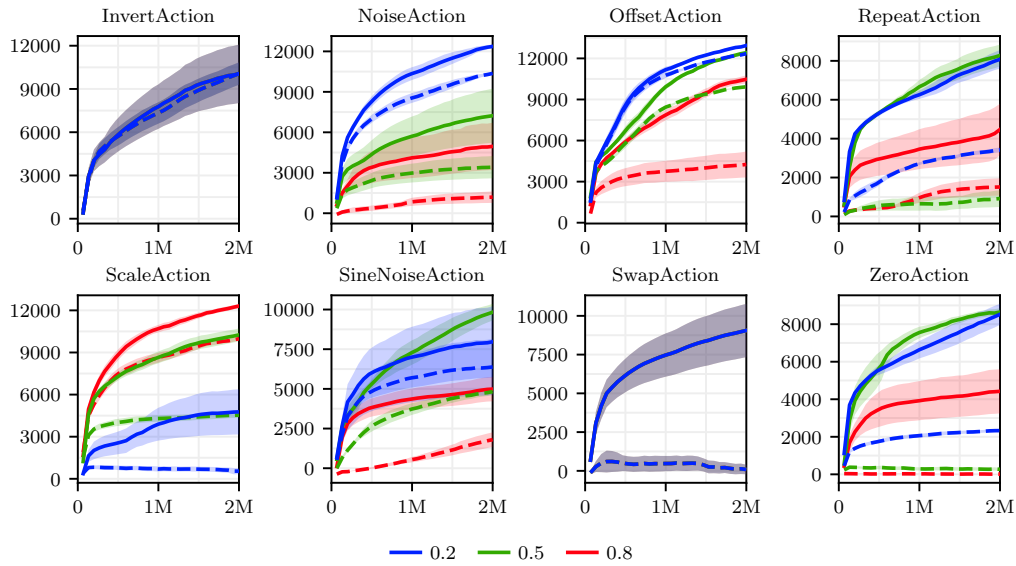 InvertAction NoiseAction OffsetAction RepeatAction
12000 9000 6000 3000 0
0 1M 2M
12000 9000 6000 3000 0
0 1M 2M
12000 9000 6000 3000 0
0 1M 2M
8000 6000 4000 2000 0
0 1M 2M
ScaleAction SineNoiseAction SwapAction ZeroAction
12000 9000 6000 3000 0
0 1M 2M
10000 7500 5000 2500 0
0 1M 2M
10000 7500 5000 2500 0
0 1M 2M
8000 6000 4000 2000 0
0 1M 2M
0.2 0.5 0.8